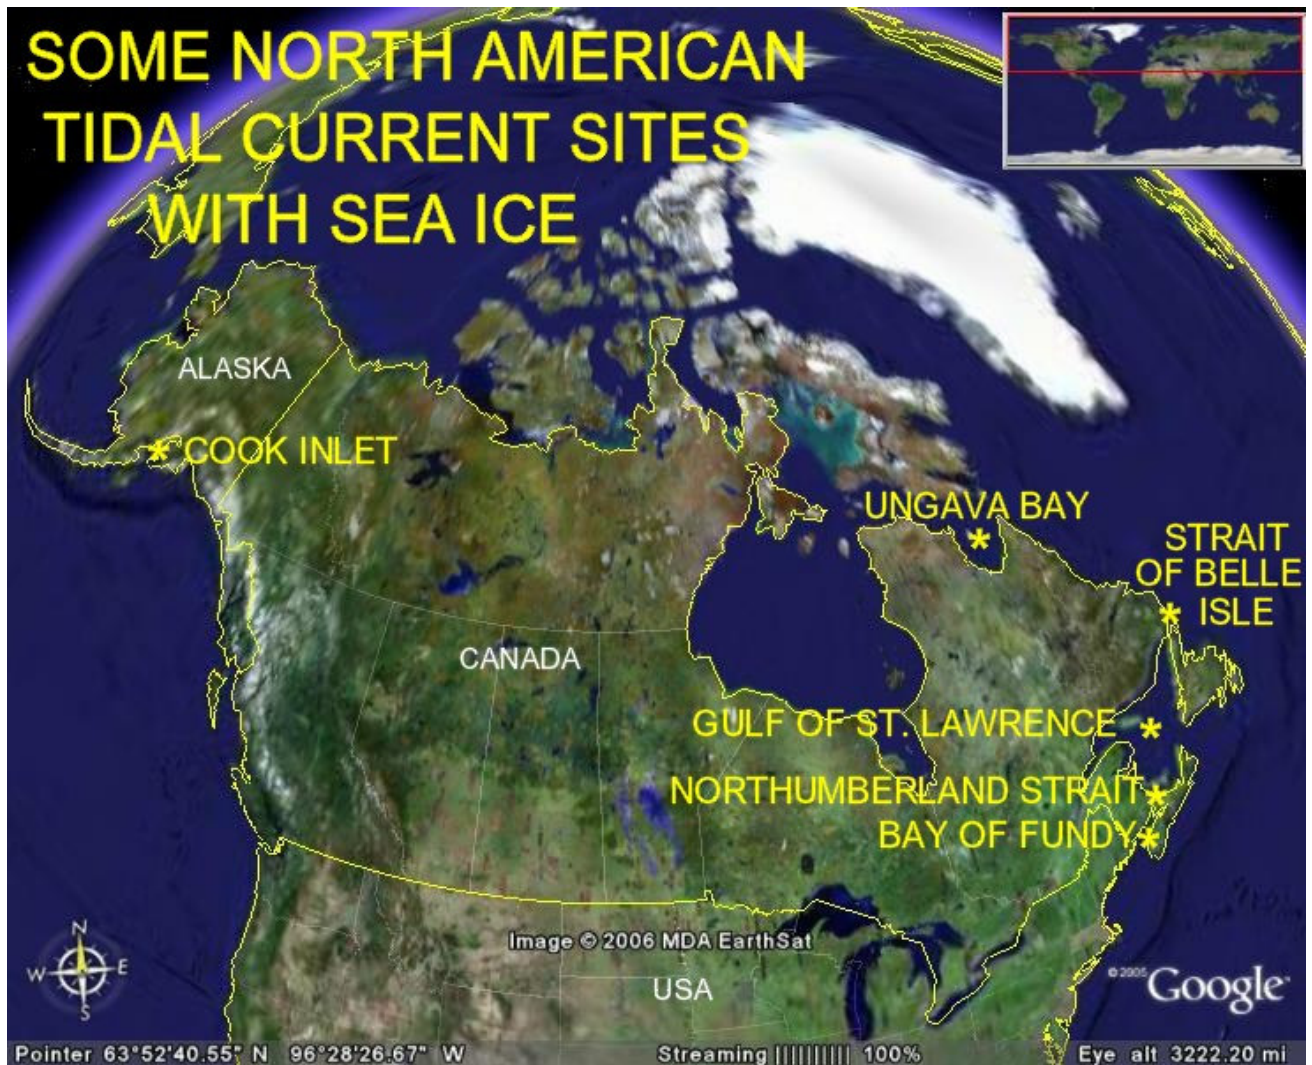 SOME NORTH AMERICAN
TIDAL CURRENT SITES
WITH SEA ICE
ALASKA
* COOK INLET
UNGAVA BAY
*
STRAIT
OF BELLE
* ISLE
CANADA
GULF OF ST. LAWRENCE *
NORTHUMBERLAND STRAIT *
BAY OF FUNDY *
N
W E
S
Image © 2006 MDA EarthSat
USA
© 2005 Google™
Pointer 63°52'40.55" N 96°28'26.67" W Streaming |||||||||| 100% Eye alt 3222.20 mi